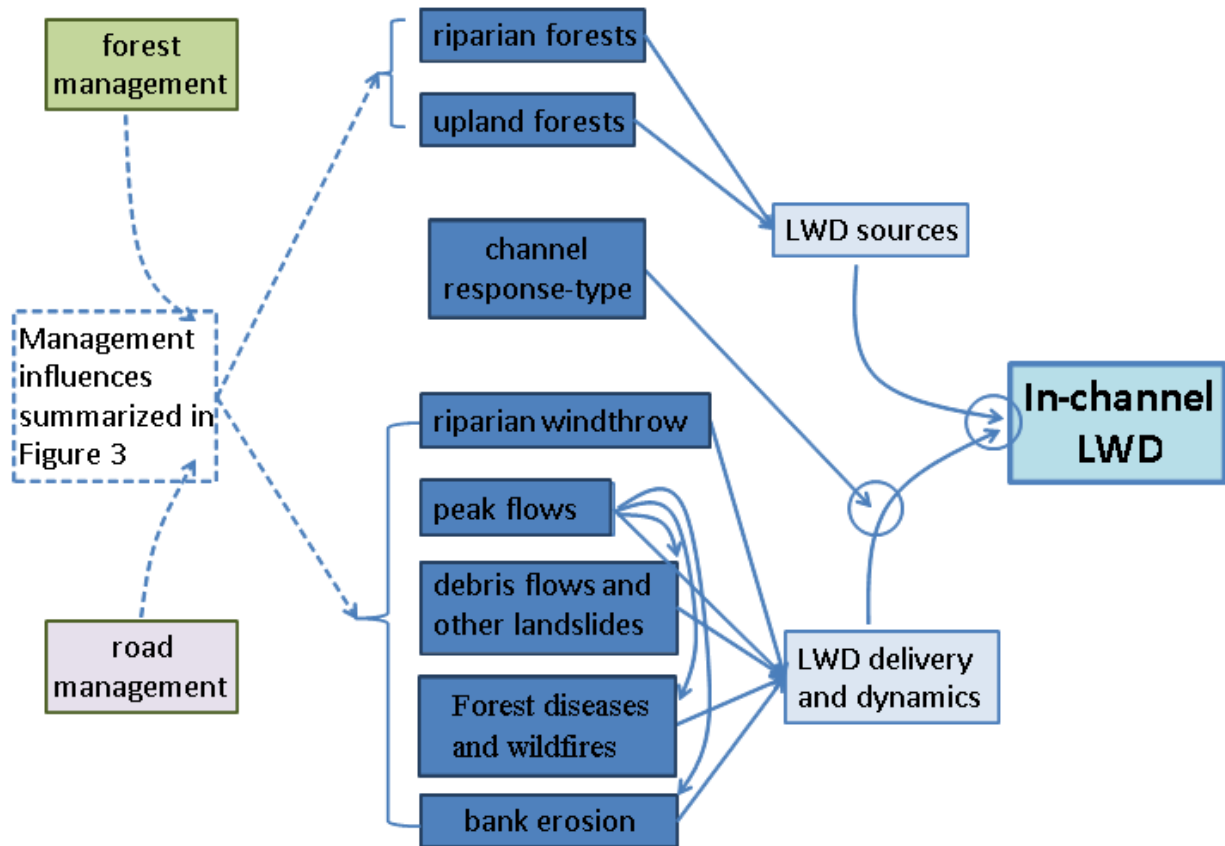 forest
management
riparian forests
upland forests
LWD sources
channel
response-type
Management
influences
summarized in
Figure 3
In-channel
LWD
riparian windthrow
peak flows
debris flows and
other landslides
road
management
LWD delivery
and dynamics
Forest diseases
and wildfires
bank erosion